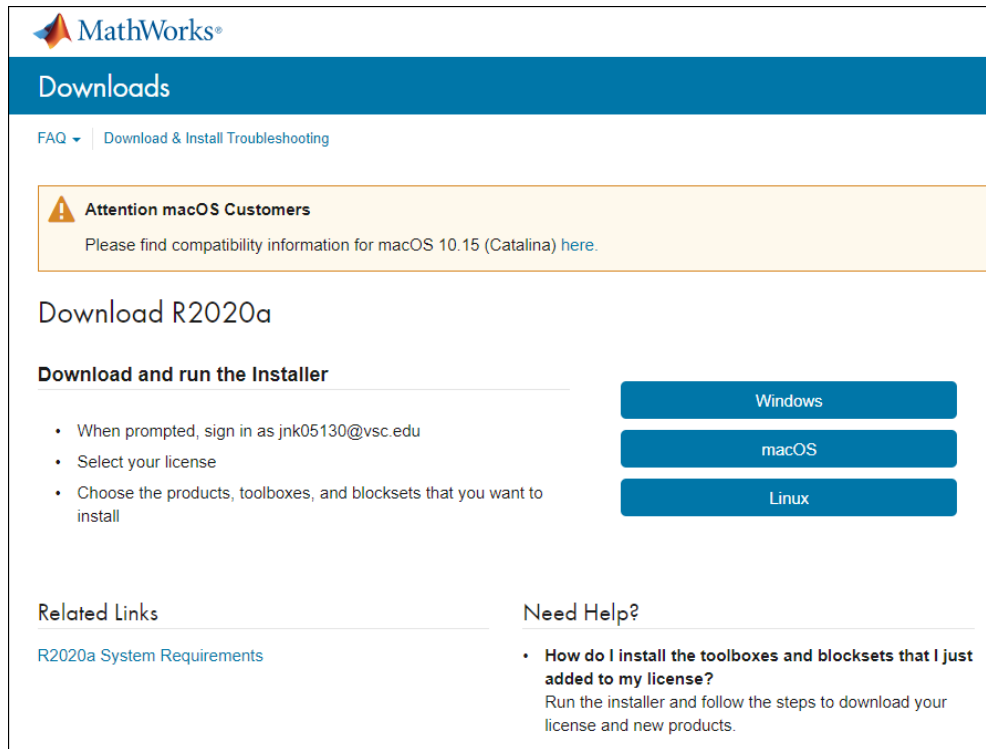 MathWorks®
Downloads
FAQ
Download & Install Troubleshooting
Attention macOS Customers
Please find compatibility information for macOS 10.15 (Catalina) here.
Download R2020a
Download and run the Installer
• When prompted, sign in as jnk05130@vsc.edu
• Select your license
• Choose the products, toolboxes, and blocksets that you want to
install
Windows
macOS
Linux
Related Links
R2020a System Requirements
Need Help?
• How do I install the toolboxes and blocksets that I just
added to my license?
Run the installer and follow the steps to download your
license and new products.